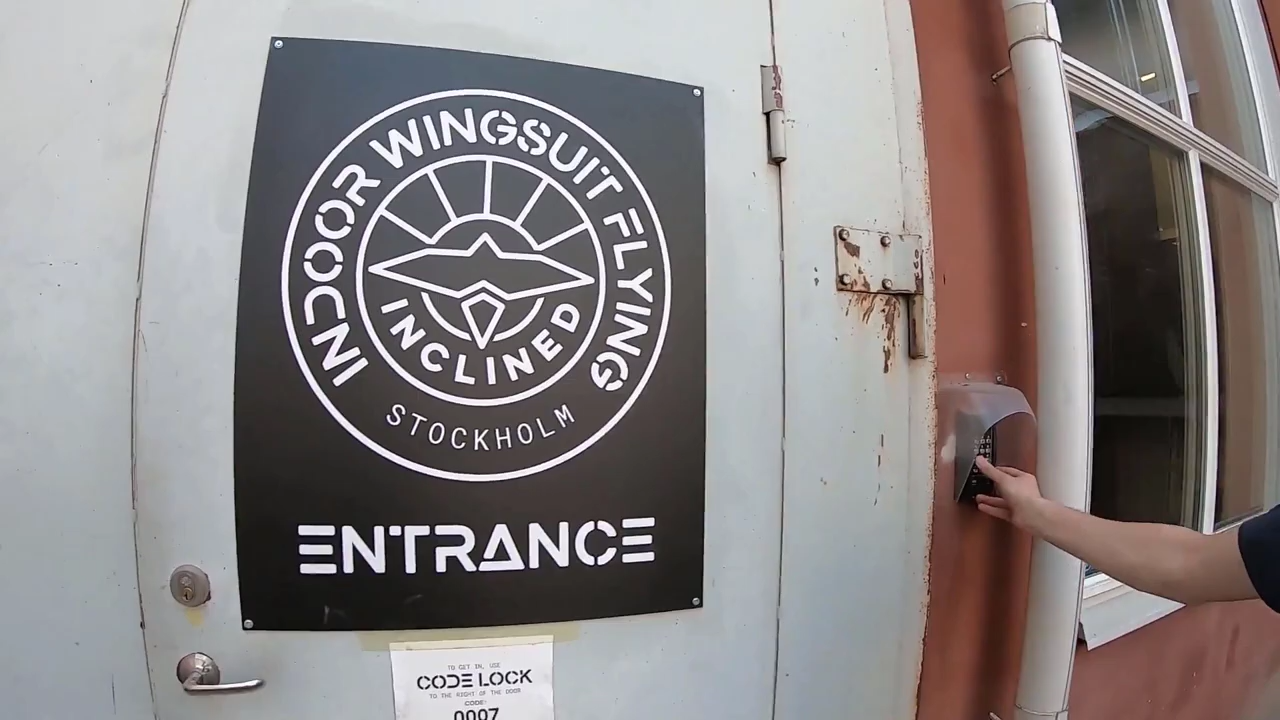 INDOOR WINGSUIT FLYING
INCLINED
STOCKHOLM
ENTRANCE
TO GET IN, USE
CODE LOCK
TO THE RIGHT OF THE DOOR
CODE: